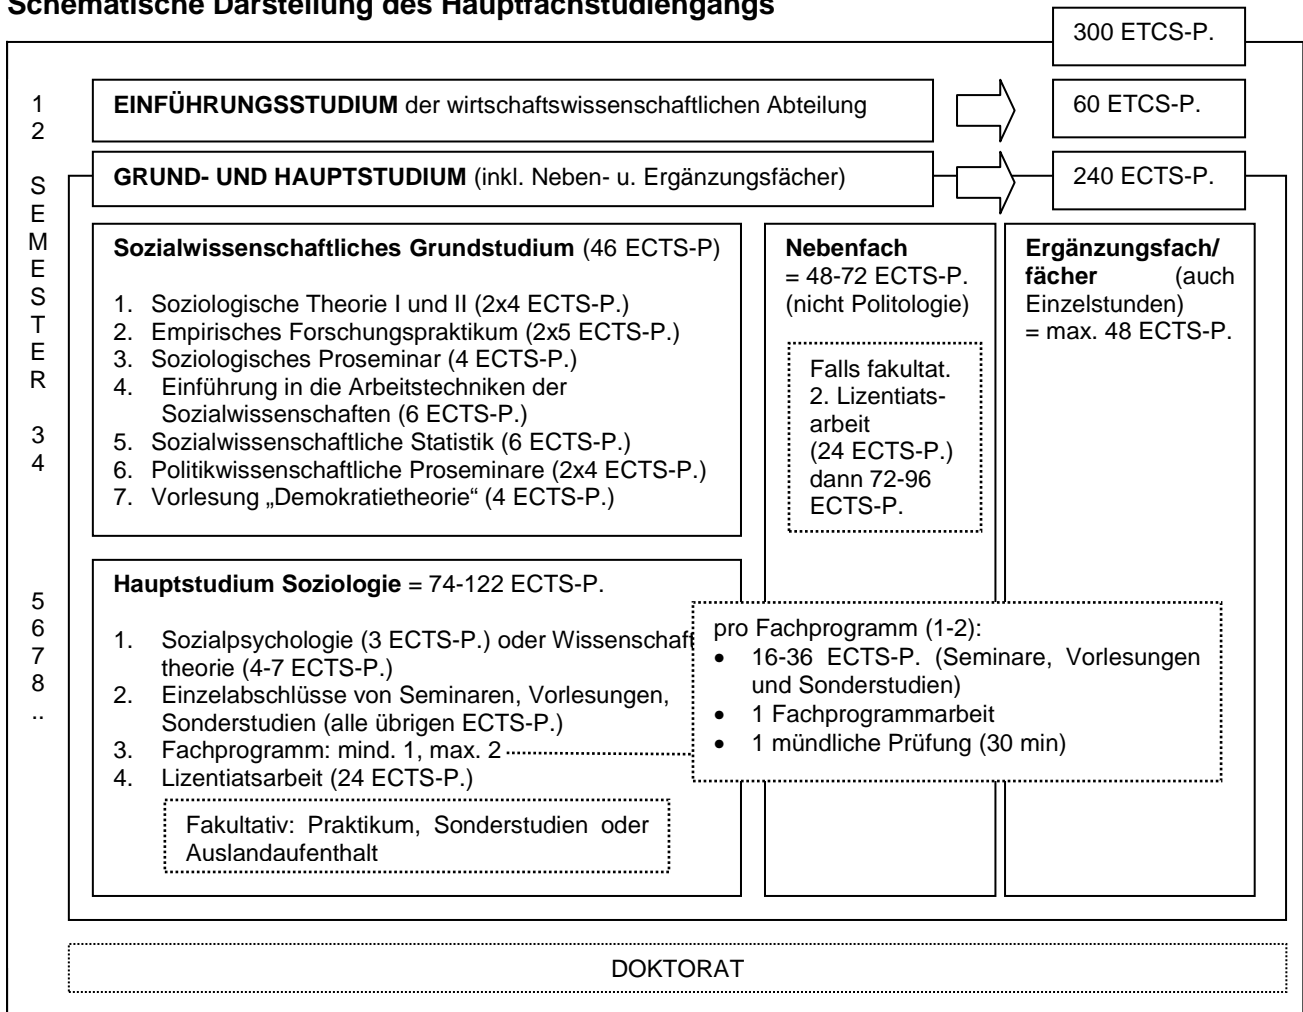 Schematische Darstellung des Hauptfachstudiengangs
300 ETCS-P.
1
2
SEMESTER
3
4
5
6
7
8
..
EINFÜHRUNGSSTUDIUM der wirtschaftswissenschaftlichen Abteilung
60 ETCS-P.
GRUND- UND HAUPTSTUDIUM (inkl. Neben- u. Ergänzungsfächer)
240 ECTS-P.
Sozialwissenschaftliches Grundstudium (46 ECTS-P)
1. Soziologische Theorie I und II (2x4 ECTS-P.)
2. Empirisches Forschungspraktikum (2x5 ECTS-P.)
3. Soziologisches Proseminar (4 ECTS-P.)
4. Einführung in die Arbeitstechniken der
Sozialwissenschaften (6 ECTS-P.)
5. Sozialwissenschaftliche Statistik (6 ECTS-P.)
6. Politikwissenschaftliche Proseminare (2x4 ECTS-P.)
7. Vorlesung „Demokratietheorie“ (4 ECTS-P.)
Nebenfach
= 48-72 ECTS-P.
(nicht Politologie)
Falls fakultat.
2. Lizentiats-
arbeit
(24 ECTS-P.)
dann 72-96
ECTS-P.
Ergänzungsfach/
fächer (auch
Einzelstunden)
= max. 48 ECTS-P.
Hauptstudium Soziologie = 74-122 ECTS-P.
1. Sozialpsychologie (3 ECTS-P.) oder Wissenschaft
theorie (4-7 ECTS-P.)
2. Einzelabschlüsse von Seminaren, Vorlesungen,
Sonderstudien (alle übrigen ECTS-P.)
3. Fachprogramm: mind. 1, max. 2
4. Lizentiatsarbeit (24 ECTS-P.)
Fakultativ: Praktikum, Sonderstudien oder
Auslandaufenthalt
pro Fachprogramm (1-2):
• 16-36 ECTS-P. (Seminare, Vorlesungen
und Sonderstudien)
• 1 Fachprogrammarbeit
• 1 mündliche Prüfung (30 min)
DOKTORAT